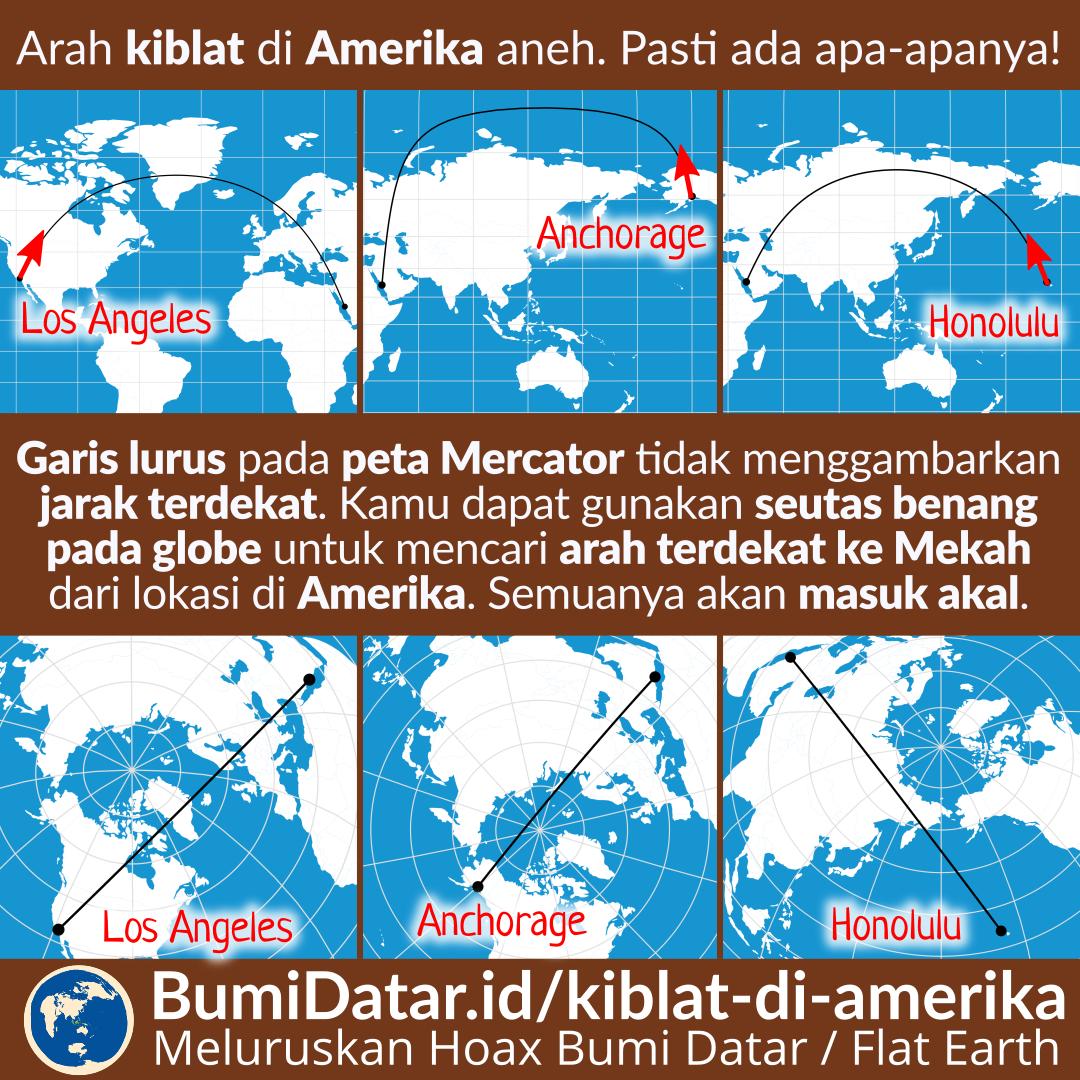 Arah kiblat di Amerika aneh. Pasti ada apa-apanya!
Los Angeles
Anchorage
Honolulu
Garis lurus pada peta Mercator tidak menggambarkan
jarak terdekat. Kamu dapat gunakan seutas benang
pada globe untuk mencari arah terdekat ke Mekah
dari lokasi di Amerika. Semuanya akan masuk akal.
Los Angeles
Anchorage
Honolulu
BumiDatar.id/kiblat-di-amerika
Meluruskan Hoax Bumi Datar / Flat Earth